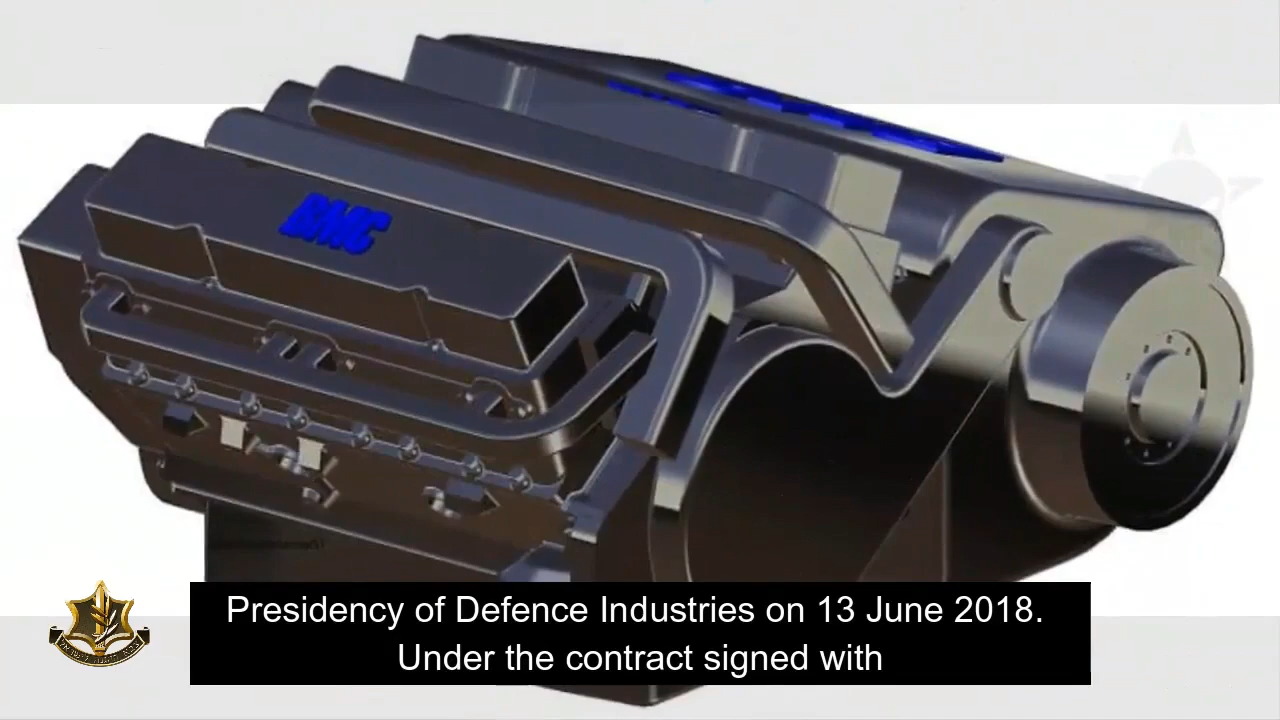 BMC
Presidency of Defence Industries on 13 June 2018.
Under the contract signed with